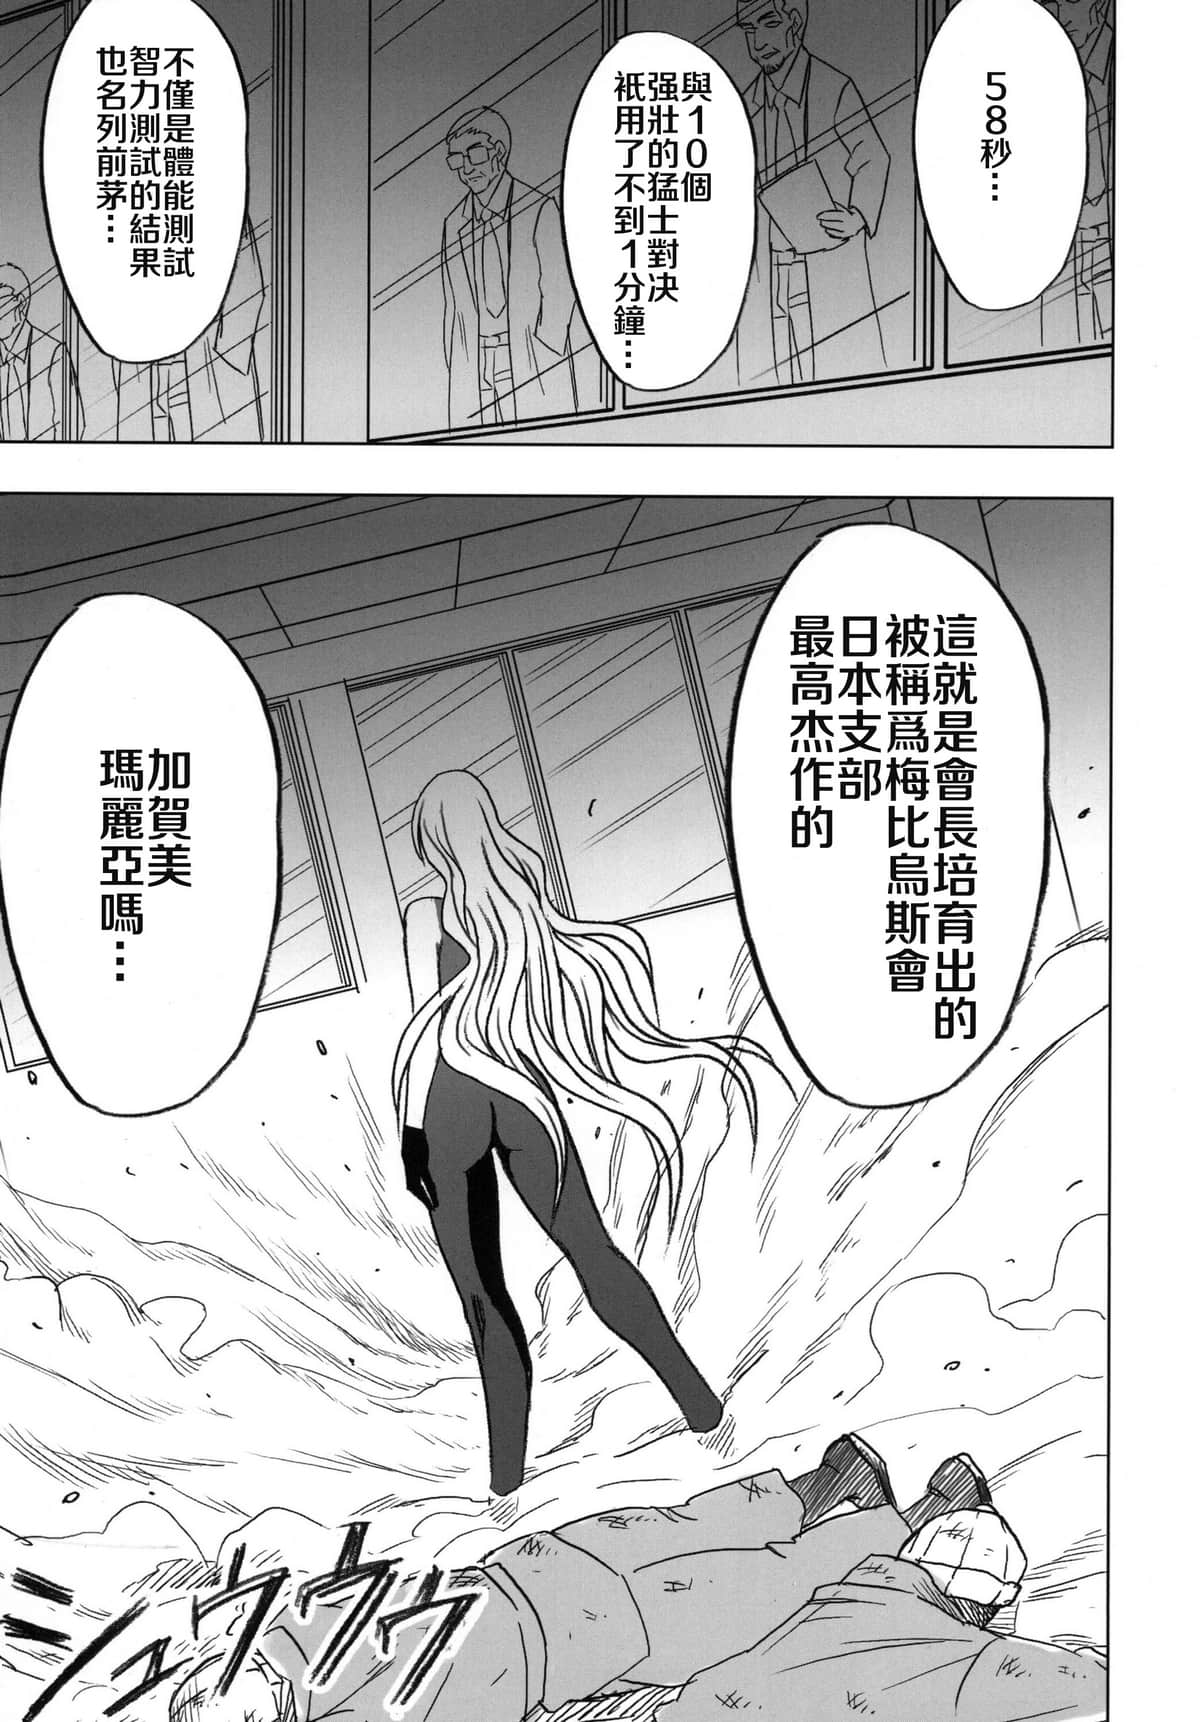 58秒…
與10個
强壯的猛士對决
衹用了不到1分鐘…
不僅是體能測試
智力測試的結果
也名列前茅…
這就是會長培育出的
被稱爲梅比烏斯會
日本支部
最高杰作的
加賀美
瑪麗亞嗎…
シュウウウ